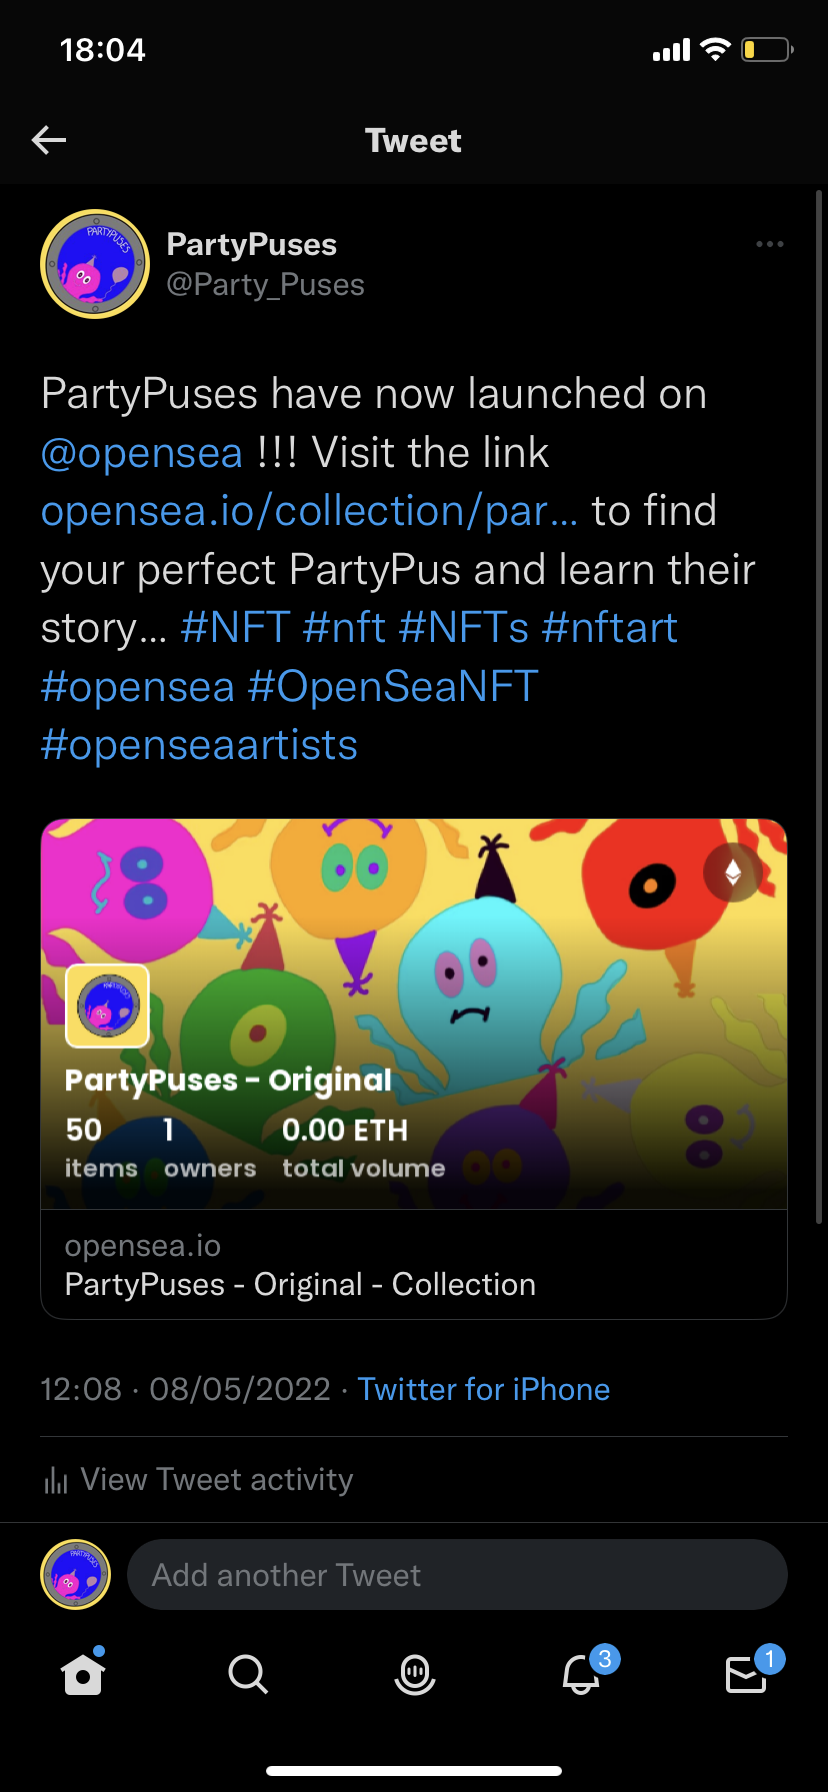 18:04
Tweet
PARTYPUSES
PartyPuses
@Party_Puses
PartyPuses have now launched on
@opensea !!! Visit the link
opensea.io/collection/par... to find
your perfect PartyPus and learn their
story... #NFT #nft #NFTs #nftart
#opensea #OpenSeaNFT
#openseaartists
PartyPuses - Original
50 1 0.00 ETH
items owners total volume
opensea.io
PartyPuses - Original - Collection
12:08 · 08/05/2022 · Twitter for iPhone
View Tweet activity
PARTYPUSES
Add another Tweet
3 1